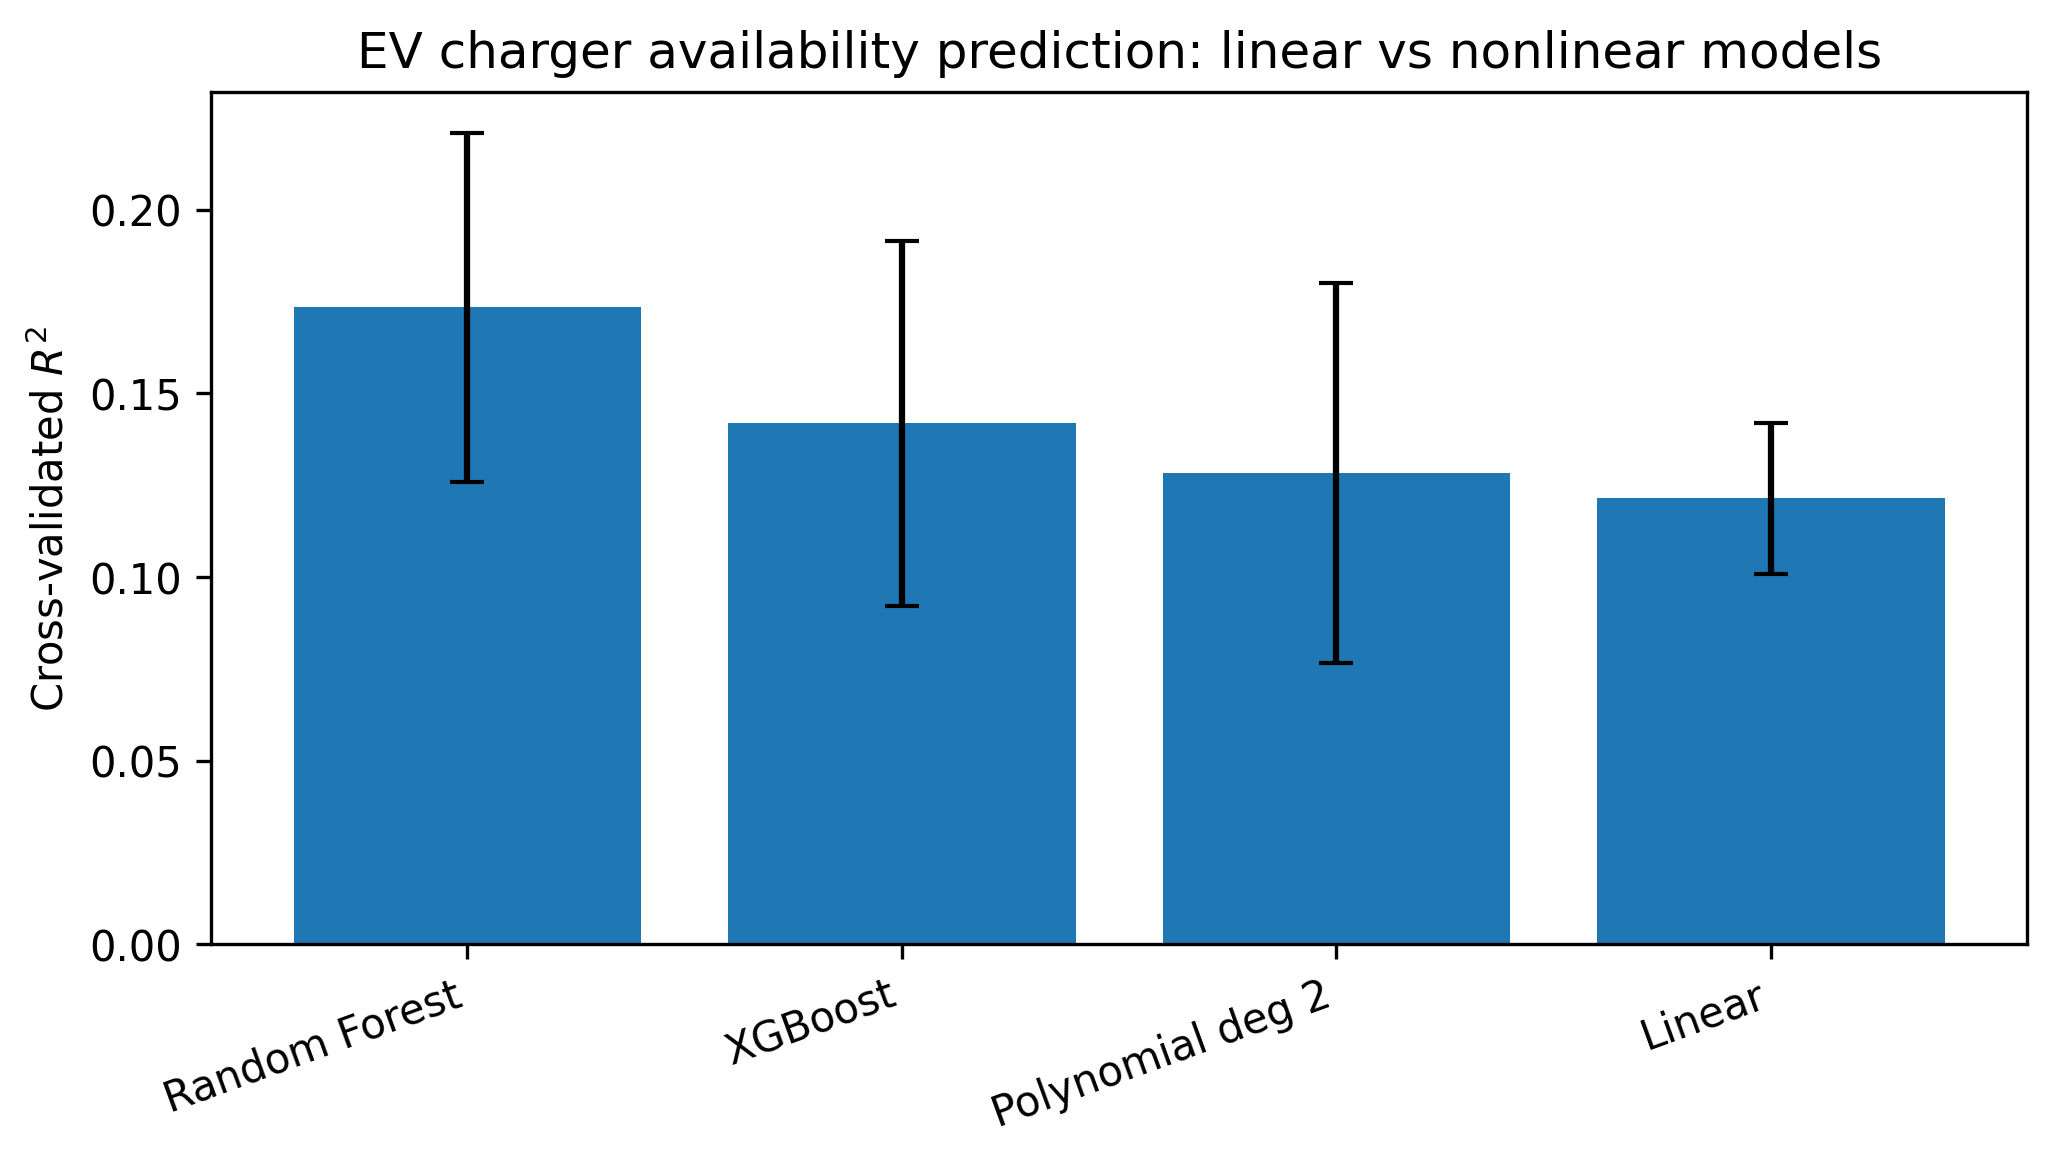 EV charger availability prediction: linear vs nonlinear models
Cross-validated R²
0.20
0.15
0.10
0.05
0.00
Random Forest
XGBoost
Polynomial deg 2
Linear